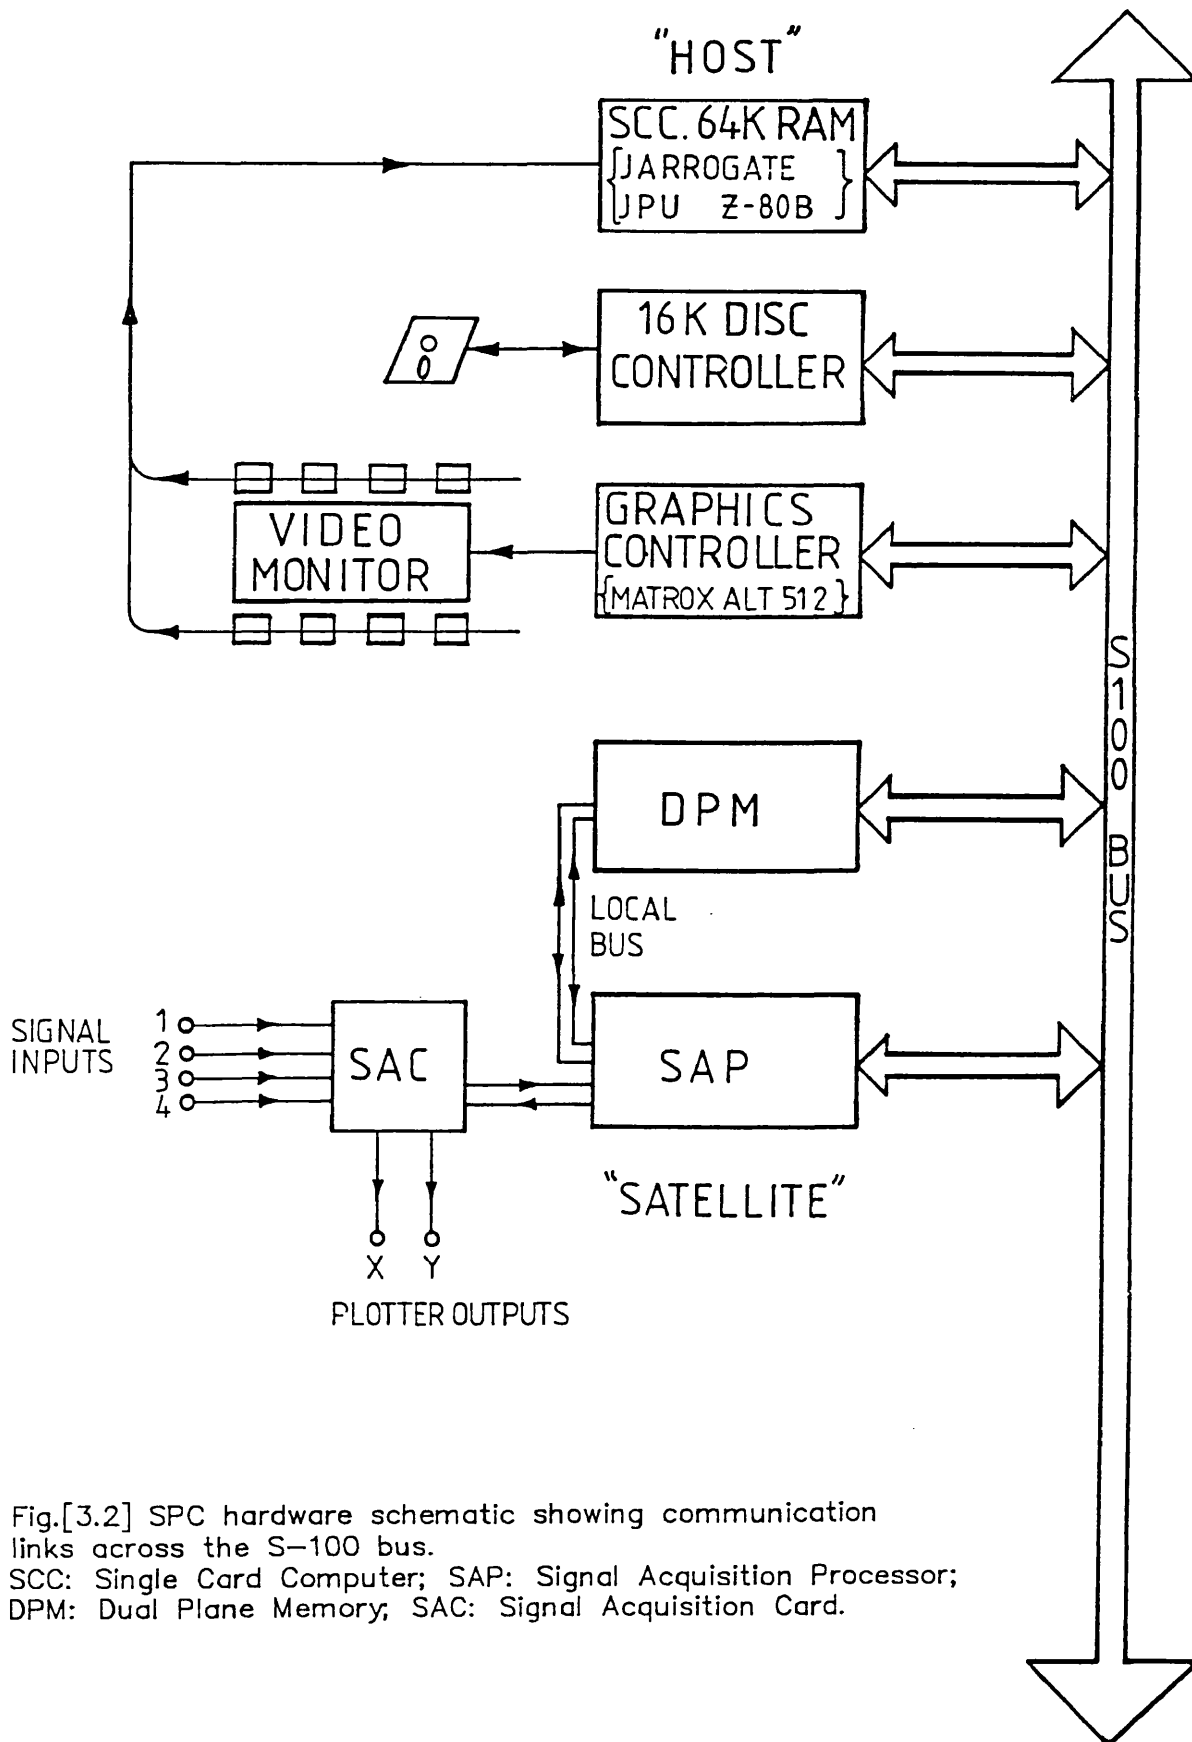 "HOST"
SCC. 64K RAM
{JARROGATE
JPU Z-80B}
16K DISC
CONTROLLER
VIDEO
MONITOR
GRAPHICS
CONTROLLER
{MATROX ALT 512}
S100 BUS
DPM
LOCAL
BUS
SIGNAL
INPUTS
1
2
3
4
SAC
SAP
"SATELLITE"
X Y
PLOTTER OUTPUTS
Fig.[3.2] SPC hardware schematic showing communication
links across the S-100 bus.
SCC: Single Card Computer; SAP: Signal Acquisition Processor;
DPM: Dual Plane Memory; SAC: Signal Acquisition Card.